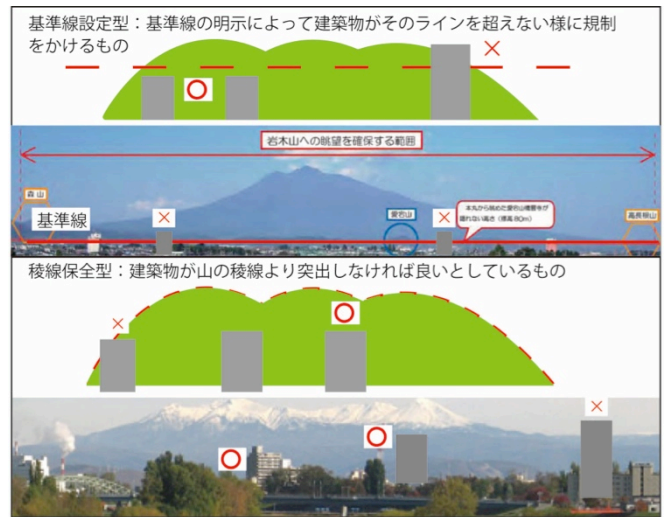 基準線設定型：基準線の明示によって建築物がそのラインを超えない様に規制
をかけるもの
×
○
岩木山への眺望を確保する範囲
森山
基準線
×
愛宕山
×
本丸から眺めた愛宕山橿寺を
遮れない高さ（標高80m）
高長根山
稜線保全型：建築物が山の稜線より突出しなければ良いとしているもの
×
○
○
○
×